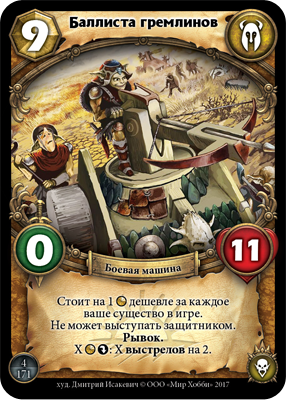 9
Баллиста гремлинов
0
11
Боевая машина
Стоит на 1 дешевле за каждое
ваше существо в игре.
Не может выступать защитником.
Рывок.
X : X выстрелов на 2.
4
171
худ. Дмитрий Исакевич © ООО «Мир Хобби» 2017